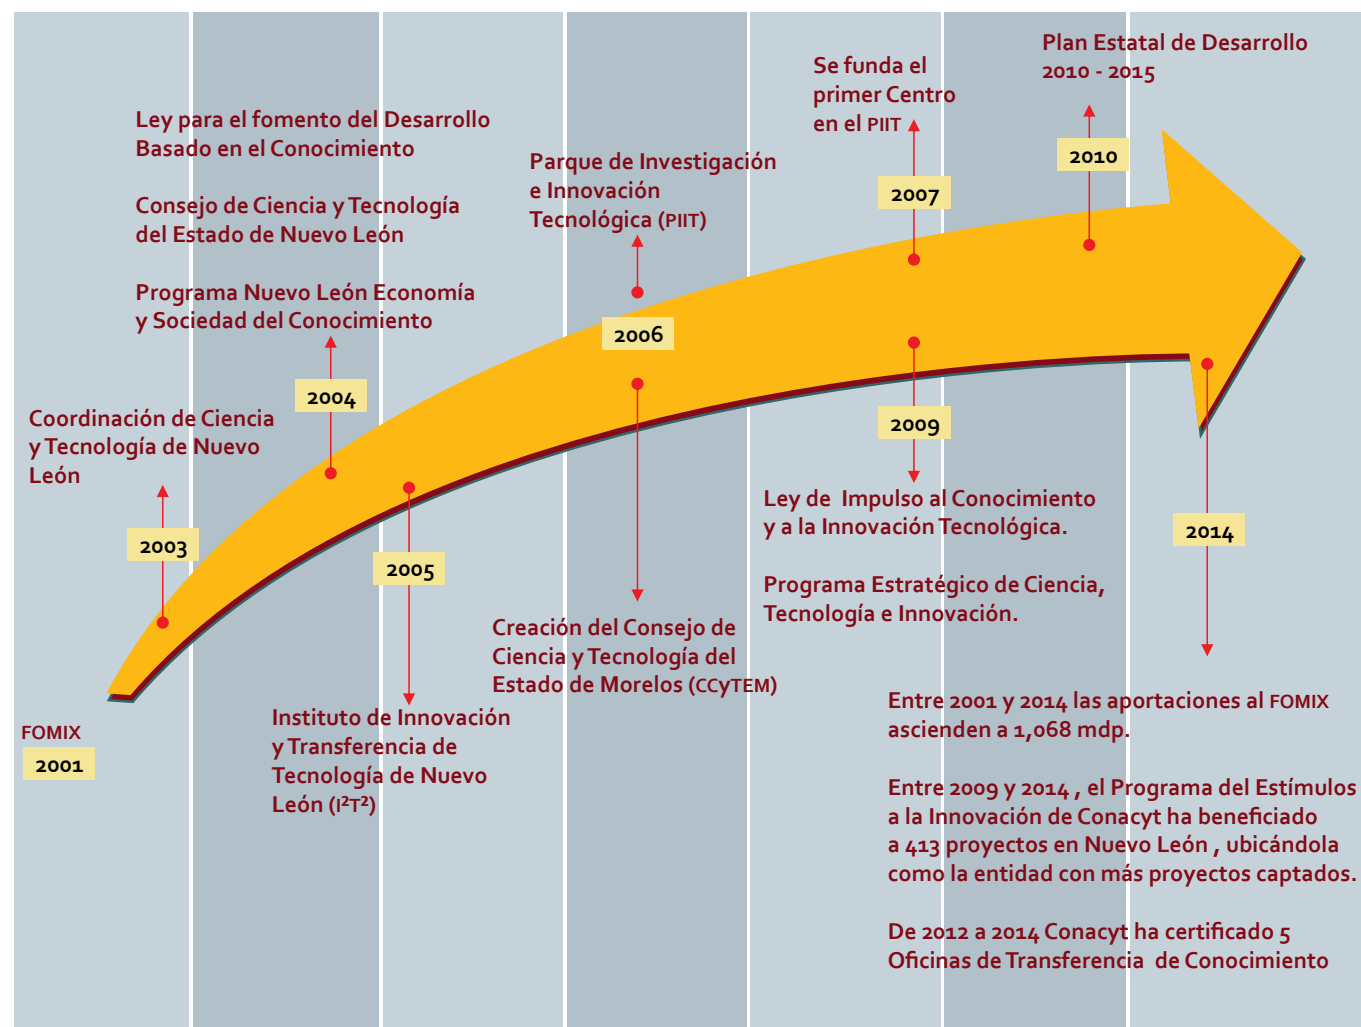 FOMIX
2001
Coordinación de Ciencia
y Tecnología de Nuevo
León
2003
Ley para el fomento del Desarrollo
Basado en el Conocimiento
Consejo de Ciencia y Tecnología
del Estado de Nuevo León
Programa Nuevo León Economía
y Sociedad del Conocimiento
2004
2005
Instituto de Innovación
y Transferencia de
Tecnología de Nuevo
León (I²T²)
Parque de Investigación
e Innovación
Tecnológica (PIIT)
2006
Creación del Consejo de
Ciencia y Tecnología del
Estado de Morelos (CCyTEM)
Se funda el
primer Centro
en el PIIT
2007
2009
Ley de Impulso al Conocimiento
y a la Innovación Tecnológica.
Programa Estratégico de Ciencia,
Tecnología e Innovación.
Plan Estatal de Desarrollo
2010 - 2015
2010
2014
Entre 2001 y 2014 las aportaciones al FOMIX
ascienden a 1,068 mdp.
Entre 2009 y 2014 , el Programa del Estímulos
a la Innovación de Conacyt ha beneficiado
a 413 proyectos en Nuevo León , ubicándola
como la entidad con más proyectos captados.
De 2012 a 2014 Conacyt ha certificado 5
Oficinas de Transferencia de Conocimiento